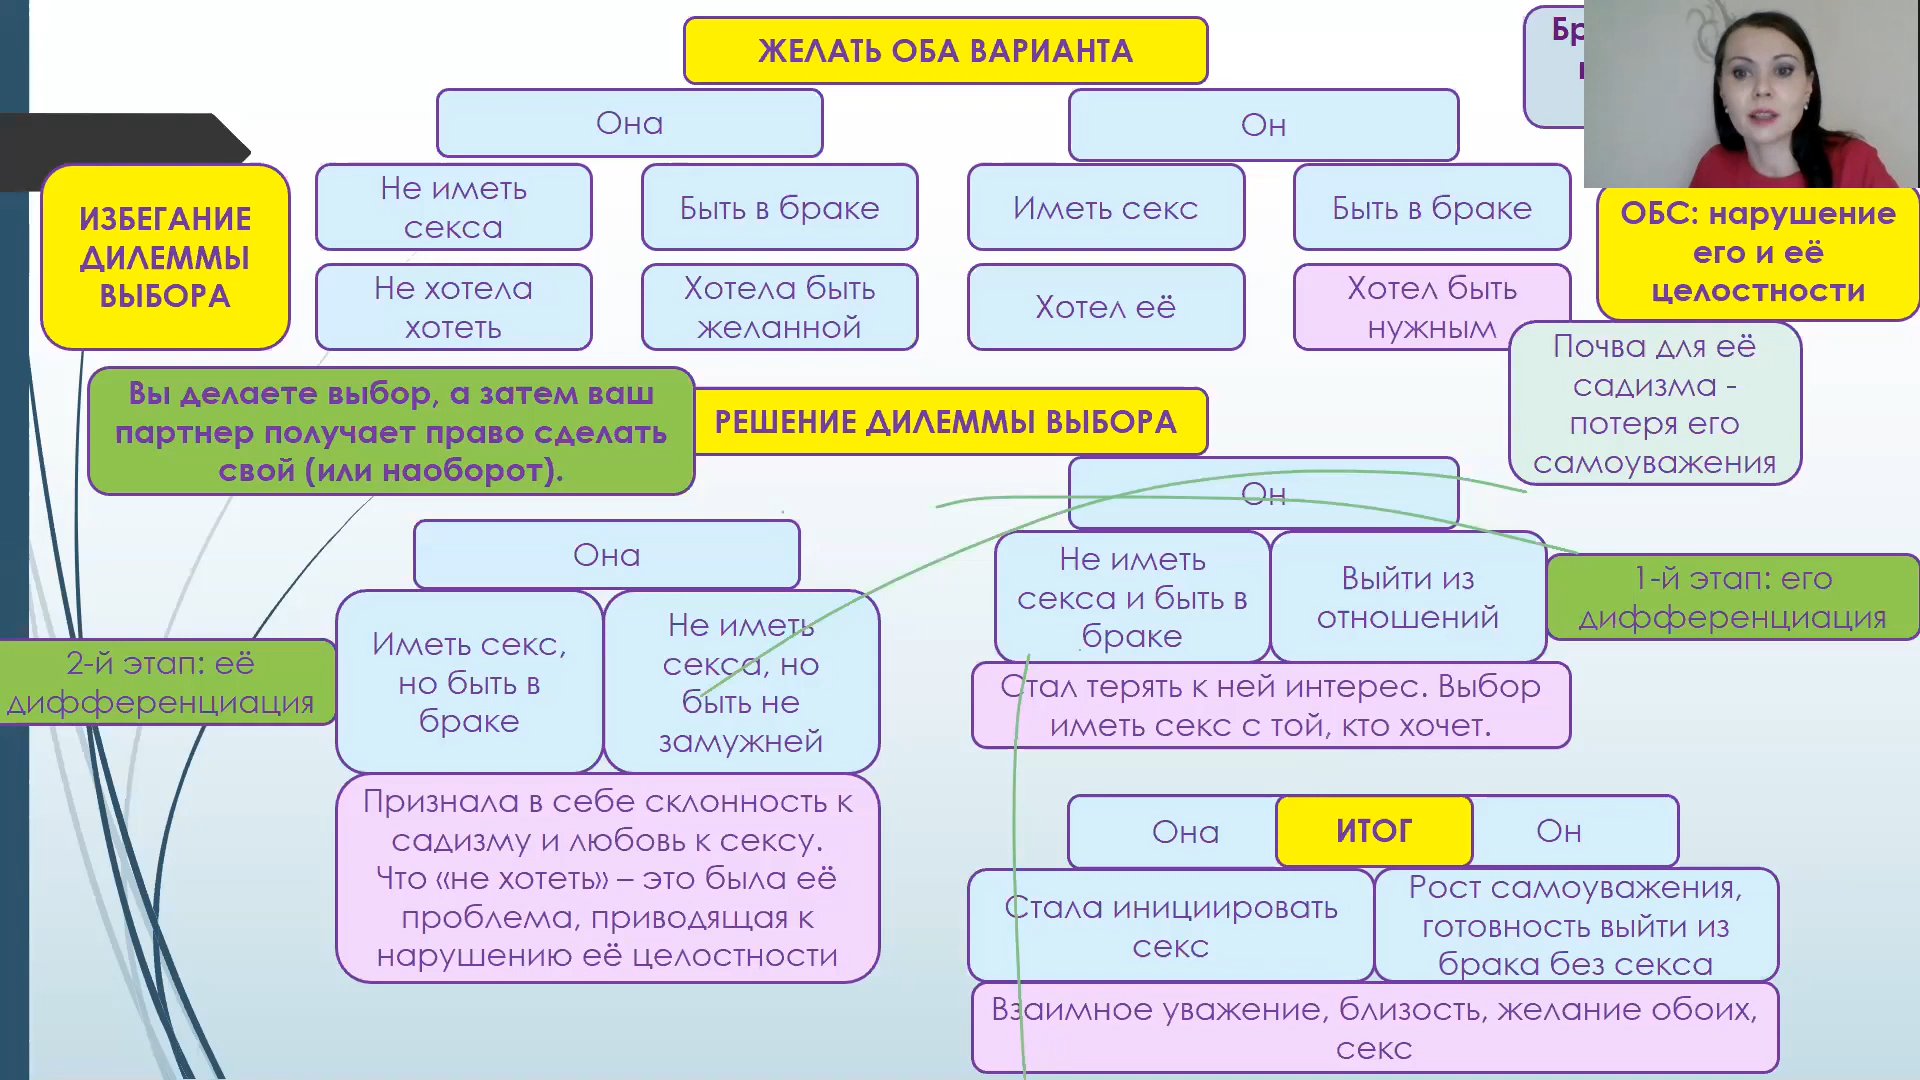 ЖЕЛАТЬ ОБА ВАРИАНТА
Она
Он
ИЗБЕГАНИЕ
ДИЛЕММЫ
ВЫБОРА
Не иметь
секса
Быть в браке
Иметь секс
Быть в браке
ОБС: нарушение
его и её
целостности
Не хотела
хотеть
Хотела быть
желанной
Хотел её
Хотел быть
нужным
Почва для её
садизма -
потеря его
самоуважения
Вы делаете выбор, а затем ваш
партнер получает право сделать
свой (или наоборот).
РЕШЕНИЕ ДИЛЕММЫ ВЫБОРА
Он
Не иметь
секса и быть в
браке
Выйти из
отношений
1-й этап: его
дифференциация
Стал терять к ней интерес. Выбор
иметь секс с той, кто хочет.
Она
2-й этап: её
дифференциация
Иметь секс,
но быть в
браке
Не иметь
секса, но
быть не
замужней
Признала в себе склонность к
садизму и любовь к сексу.
Что «не хотеть» – это была её
проблема, приводящая к
нарушению её целостности
Она
ИТОГ
Он
Стала инициировать
секс
Рост самоуважения,
готовность выйти из
брака без секса
Взаимное уважение, близость, желание обоих,
секс